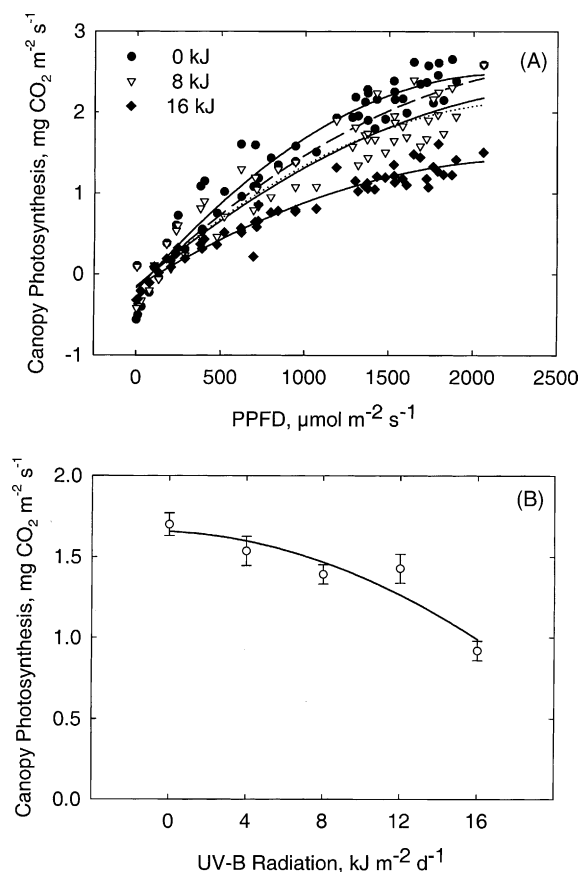 (A)
0 kJ
8 kJ
16 kJ
3
2
1
0
-1
Canopy Photosynthesis, mg CO₂ m⁻² s⁻¹
0 500 1000 1500 2000 2500
PPFD, μmol m⁻² s⁻¹
(B)
2.0
1.5
1.0
0.5
0.0
Canopy Photosynthesis, mg CO₂ m⁻² s⁻¹
0 4 8 12 16
UV-B Radiation, kJ m⁻² d⁻¹